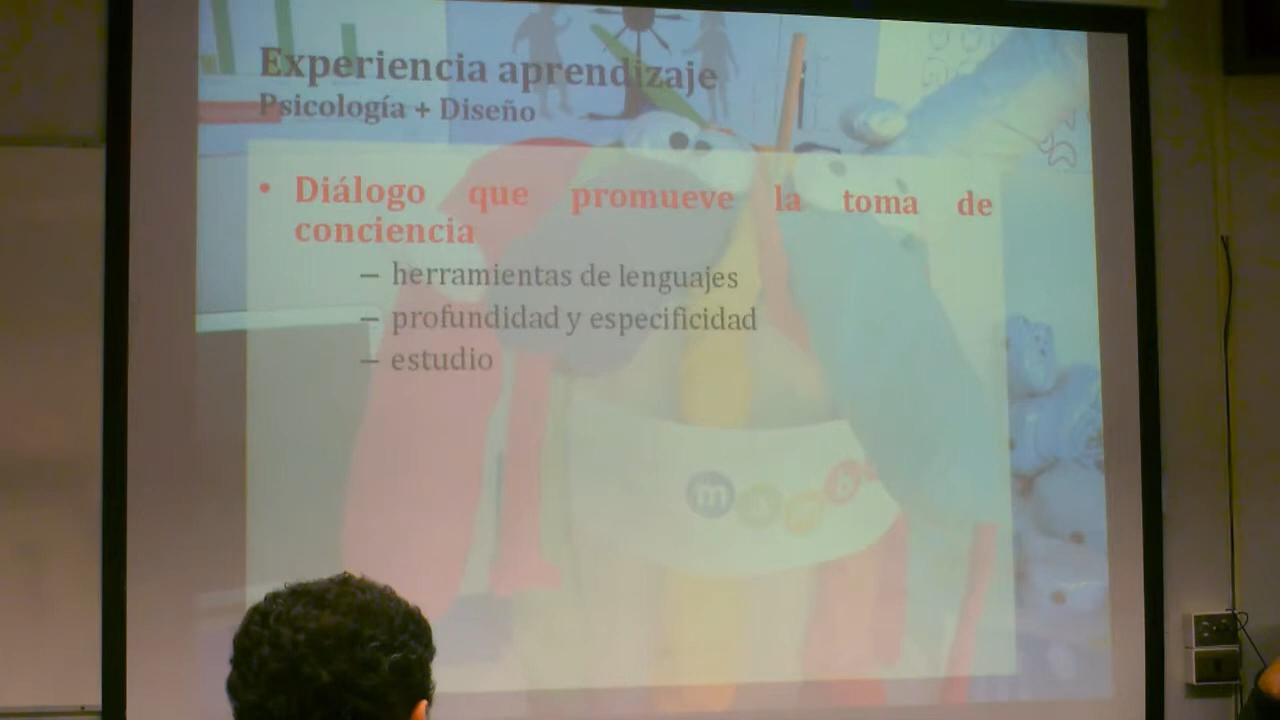 Experiencia aprendizaje
Psicología + Diseño
• Diálogo que promueve la toma de
conciencia
– herramientas de lenguajes
– profundidad y especificidad
– estudio